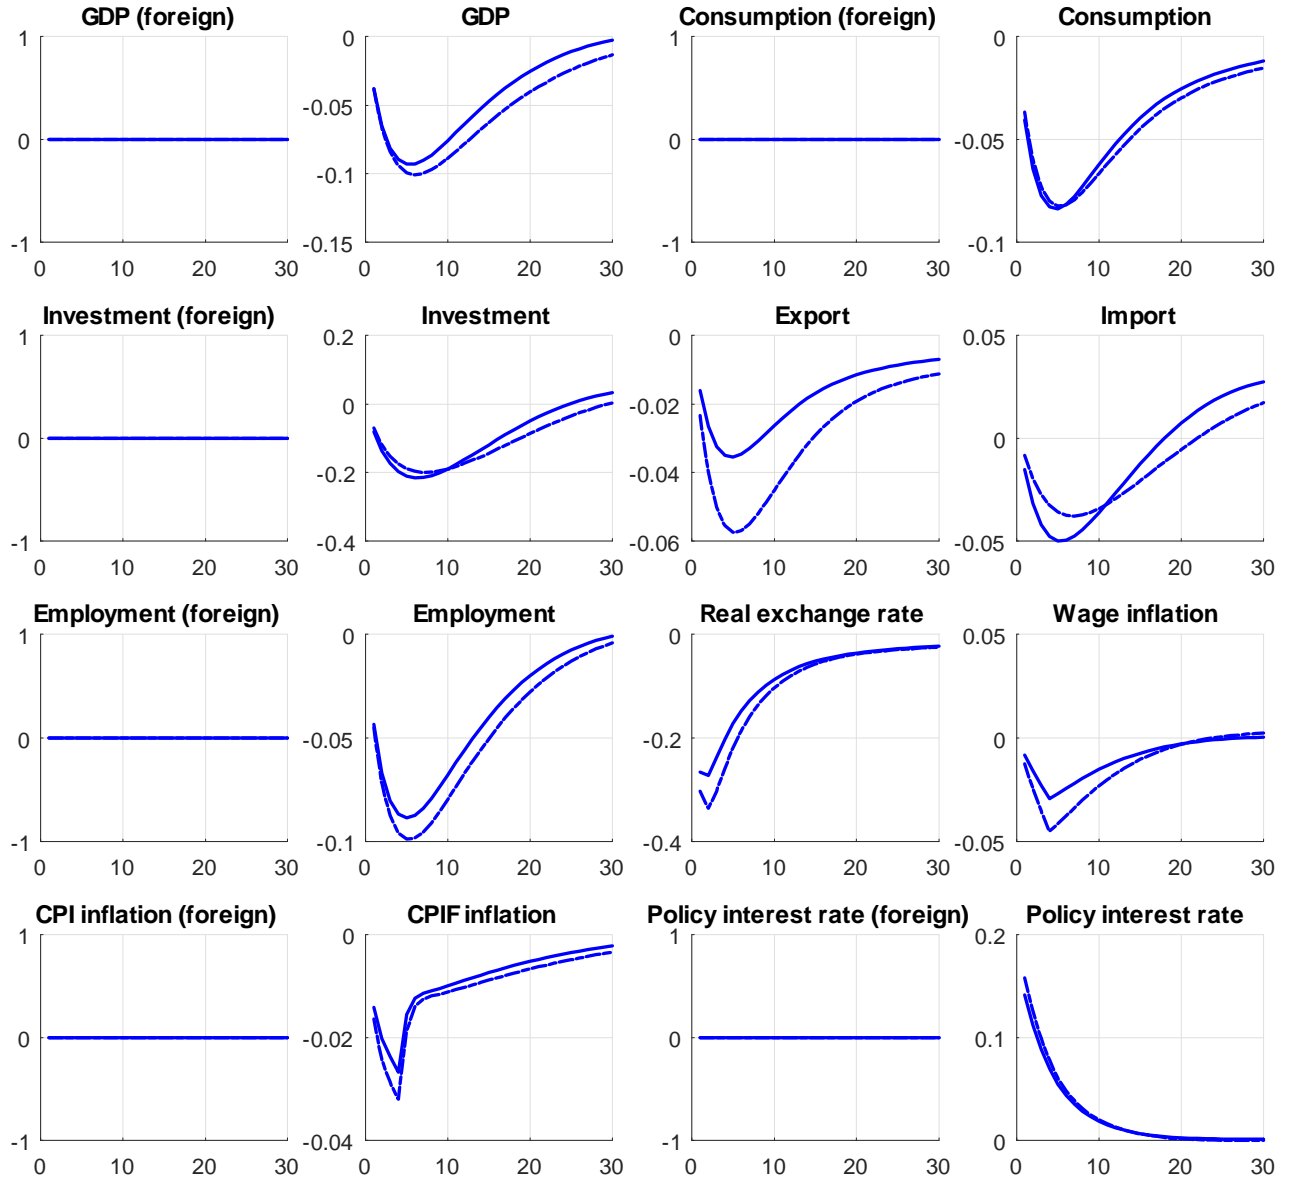 GDP (foreign) GDP Consumption (foreign) Consumption
1 0 1 0
-0.05
0 0 -0.05
-0.1
-1 -0.15 -1 -0.1
0 10 20 30 0 10 20 30 0 10 20 30 0 10 20 30
Investment (foreign) Investment Export Import
1 0.2 0 0.05
0 -0.02
0 0
-0.2 -0.04
-1 -0.4 -0.06 -0.05
0 10 20 30 0 10 20 30 0 10 20 30 0 10 20 30
Employment (foreign) Employment Real exchange rate Wage inflation
1 0 0 0.05
0 -0.05 -0.2 0
-1 -0.1 -0.4 -0.05
0 10 20 30 0 10 20 30 0 10 20 30 0 10 20 30
CPI inflation (foreign) CPIF inflation Policy interest rate (foreign) Policy interest rate
1 0 1 0.2
0 -0.02 0 0.1
-1 -0.04 -1 0
0 10 20 30 0 10 20 30 0 10 20 30 0 10 20 30